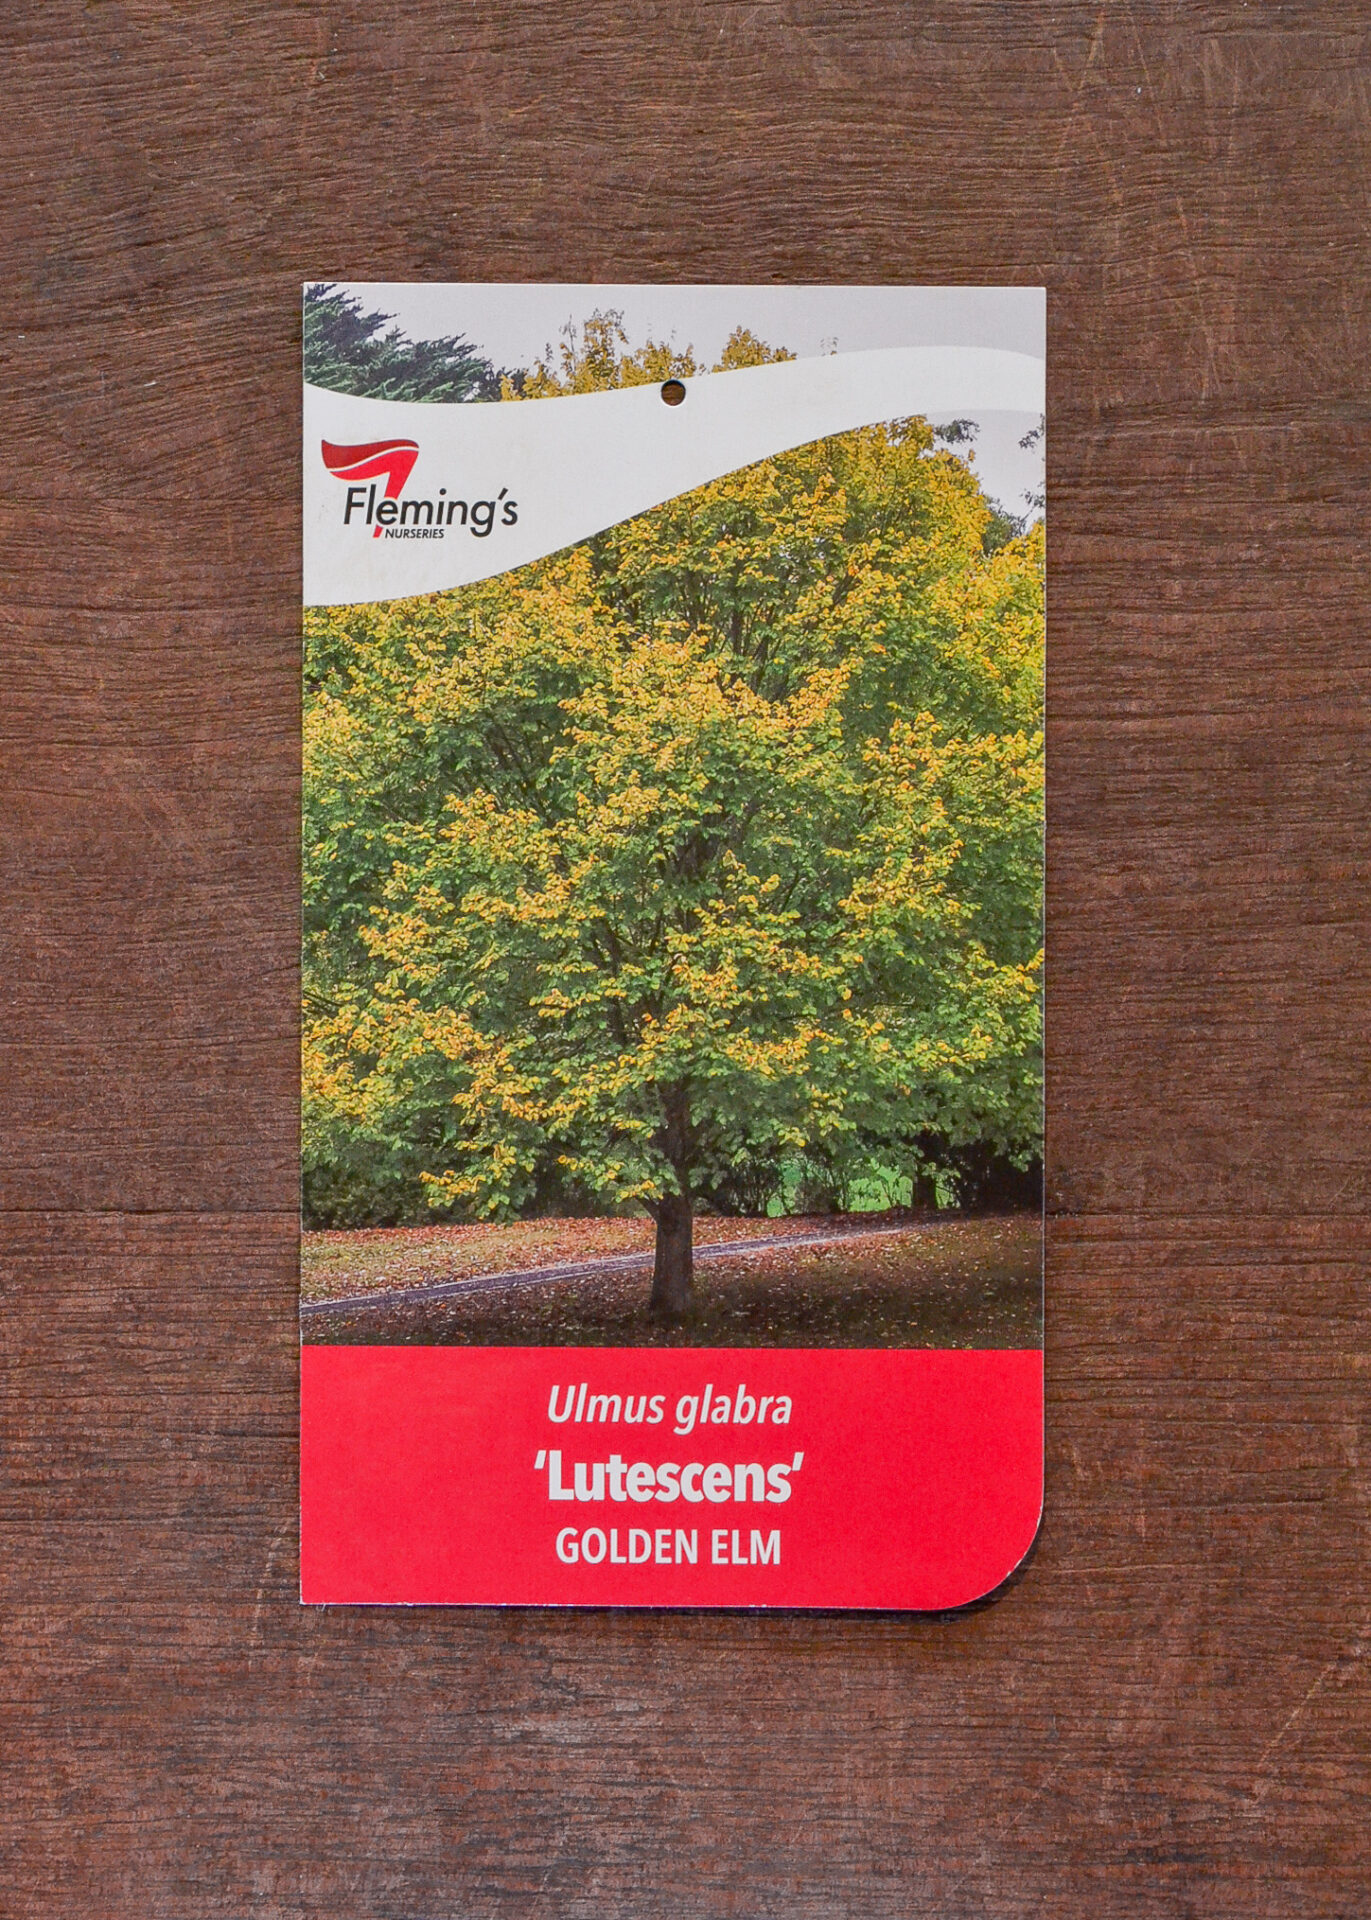 Fleming's
NURSERIES
Ulmus glabra
'Lutescens'
GOLDEN ELM